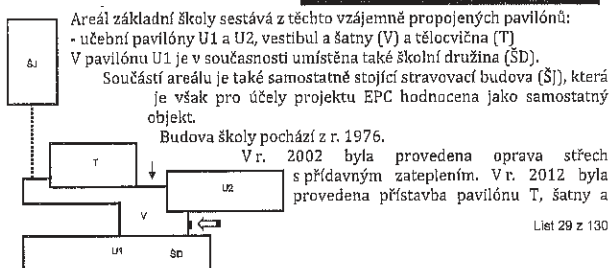 Areál základní školy sestává z těchto vzájemně propojených pavilónů:
- učební pavilóny U1 a U2, vestibul a šatny (V) a tělocvična (T)
V pavilónu U1 je v současnosti umístěna také školní družina (ŠD).
Součástí areálu je také samostatně stojící stravovací budova (ŠJ), která
je však pro účely projektu EPC hodnocena jako samostatný
objekt.
Budova školy pochází z r. 1976.
V r. 2002 byla provedena oprava střech
s přídavným zateplením. V r. 2012 byla
provedena přístavba pavilónu T, šatny a
List 29 z 130
ŠJ
T
U2
V
U1
ŠD